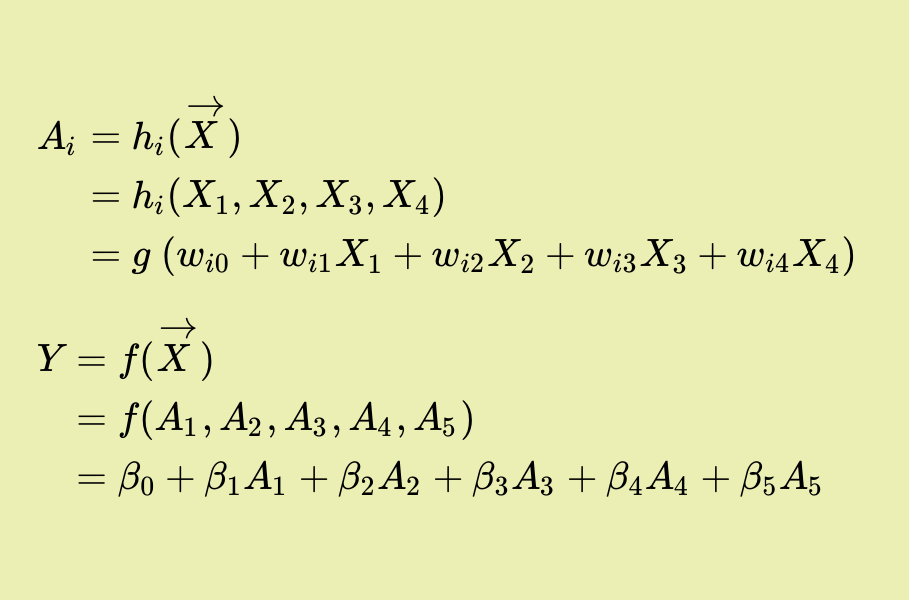 $A_i = h_i(\overrightarrow{X})$
$= h_i(X_1, X_2, X_3, X_4)$
$= g\,(w_{i0} + w_{i1}X_1 + w_{i2}X_2 + w_{i3}X_3 + w_{i4}X_4)$
$Y = f(\overrightarrow{X})$
$= f(A_1, A_2, A_3, A_4, A_5)$
$= \beta_0 + \beta_1 A_1 + \beta_2 A_2 + \beta_3 A_3 + \beta_4 A_4 + \beta_5 A_5$